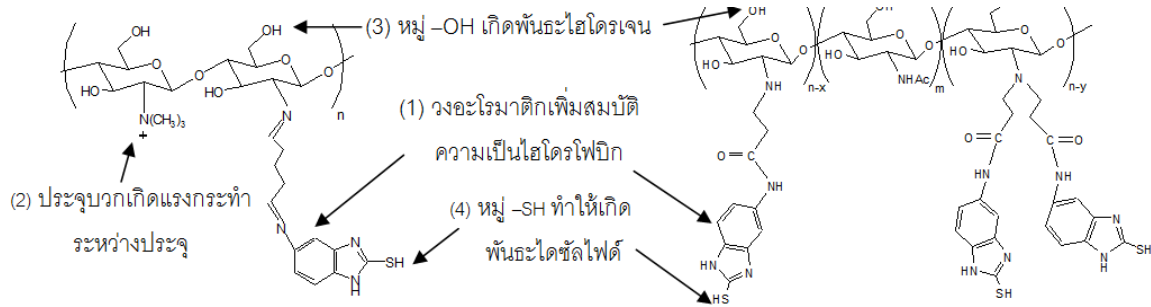 (3) หมู่ –OH เกิดพันธะไฮโดรเจน
(1) วงอะโรมาติกเพิ่มสมบัติ
ความเป็นไฮโดรโฟบิก
(2) ประจุบวกเกิดแรงกระทำ
ระหว่างประจุ
(4) หมู่ –SH ทำให้เกิด
พันธะไดซัลไฟด์
OH
O
O
HO
N(CH₃)₃
+
OH
O
O
HO
N
n
N
N
SH
N
H
OH
O
O
HO
NH
n-x
O
NH
HN
N
HS
O
O
HO
NHAc
m
O
O
HO
N
n-y
O
O
NH
NH
HN
N
SH
N
SH
N
H